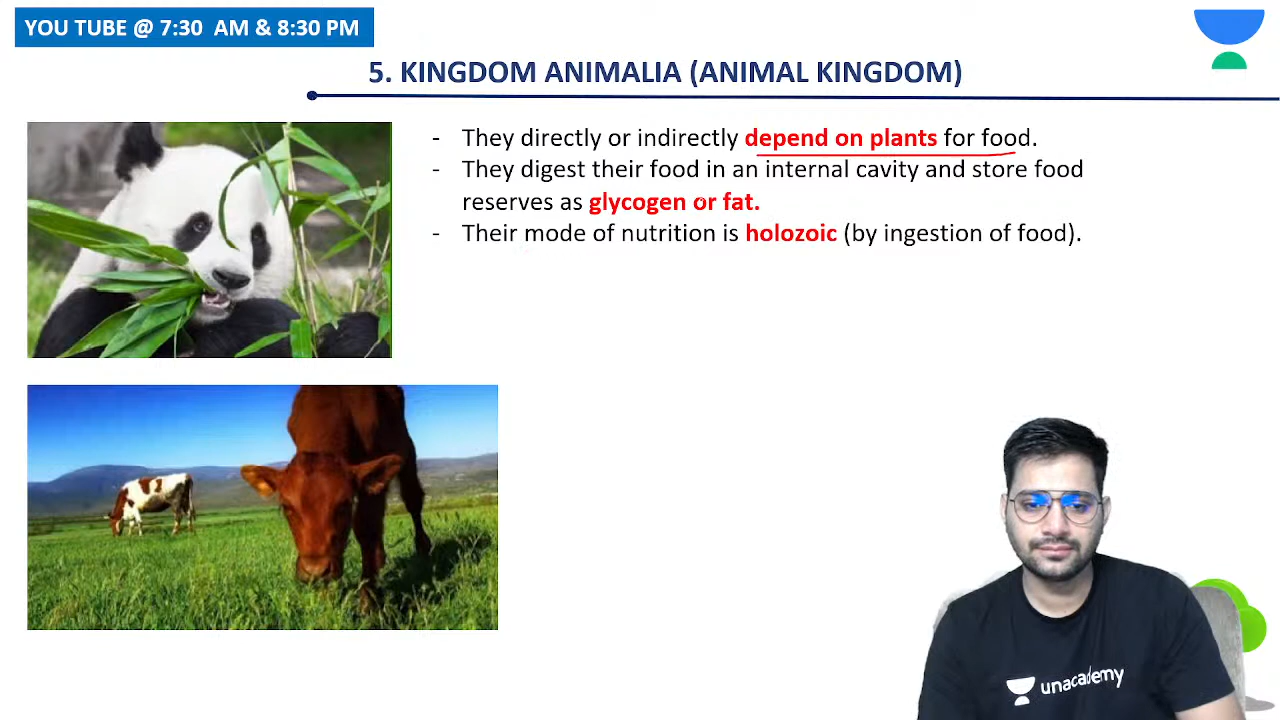 YOU TUBE @ 7:30 AM & 8:30 PM
5. KINGDOM ANIMALIA (ANIMAL KINGDOM)
- They directly or indirectly depend on plants for food.
- They digest their food in an internal cavity and store food
reserves as glycogen or fat.
- Their mode of nutrition is holozoic (by ingestion of food).
unacademy